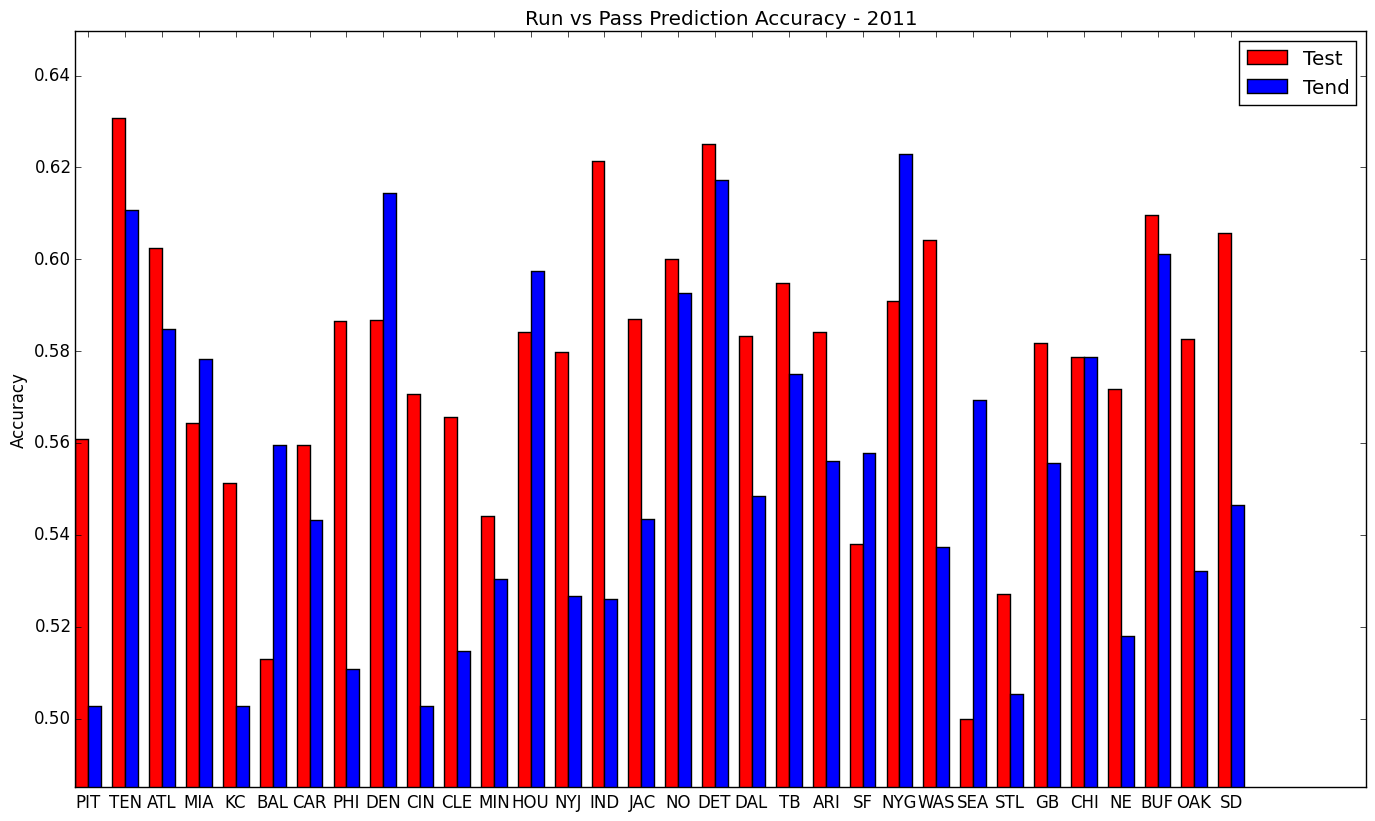 Run vs Pass Prediction Accuracy - 2011
Test
Tend
0.64
0.62
0.60
0.58
0.56
0.54
0.52
0.50
Accuracy
PIT TEN ATL MIA KC BAL CAR PHI DEN CIN CLE MIN HOU NYJ IND JAC NO DET DAL TB ARI SF NYG WAS SEA STL GB CHI NE BUF OAK SD